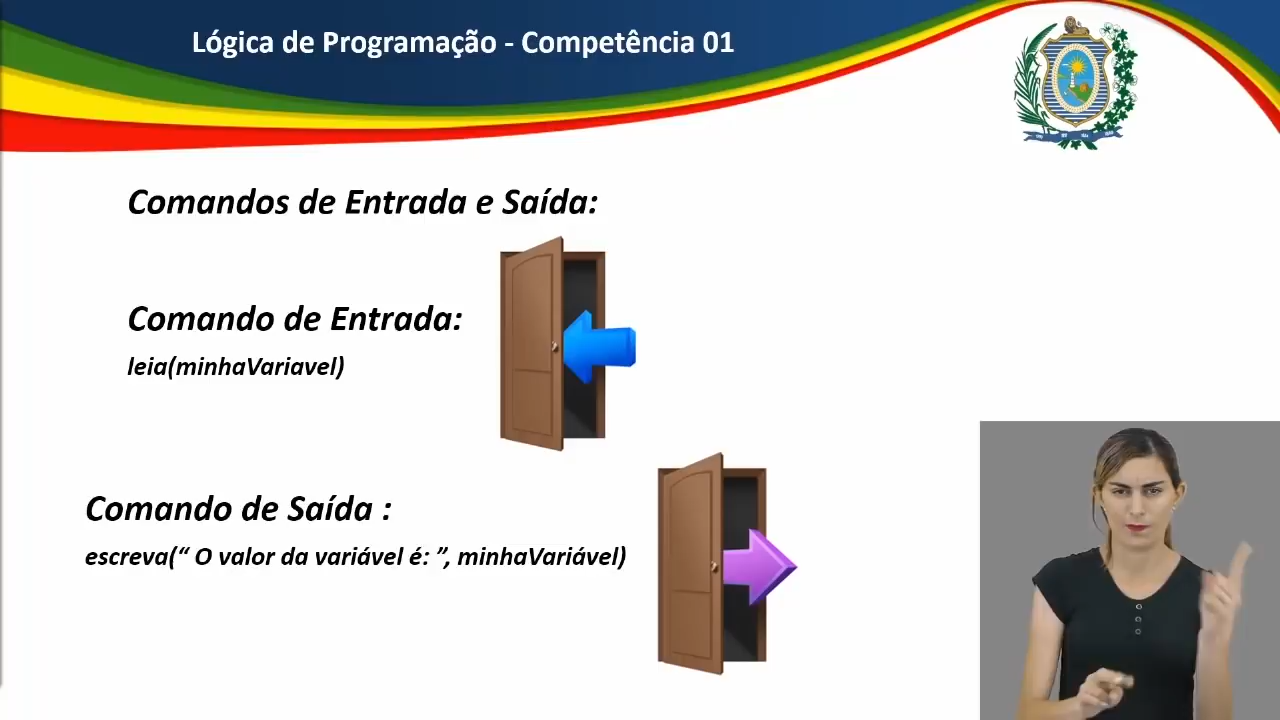 Lógica de Programação - Competência 01
Comandos de Entrada e Saída:
Comando de Entrada:
leia(minhaVariavel)
Comando de Saída :
escreva(“ O valor da variável é: ”, minhaVariável)